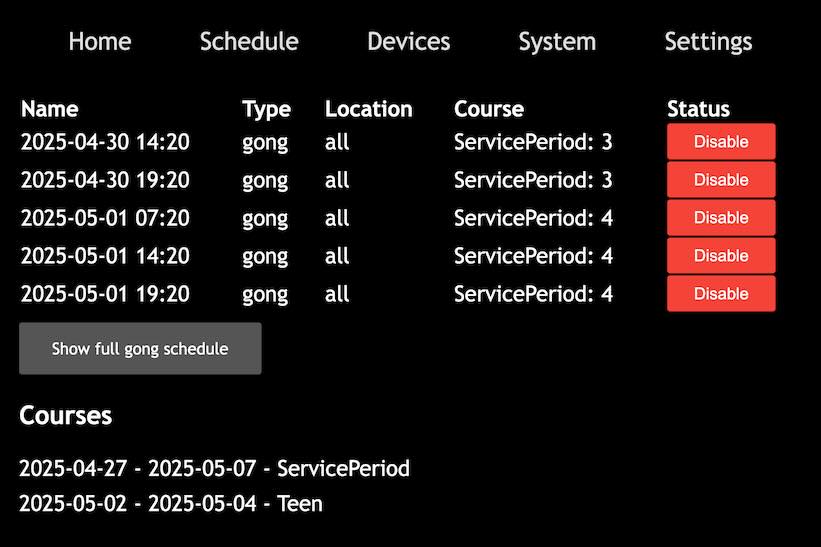 Home Schedule Devices System Settings
Name Type Location Course Status
2025-04-30 14:20 gong all ServicePeriod: 3 Disable
2025-04-30 19:20 gong all ServicePeriod: 3 Disable
2025-05-01 07:20 gong all ServicePeriod: 4 Disable
2025-05-01 14:20 gong all ServicePeriod: 4 Disable
2025-05-01 19:20 gong all ServicePeriod: 4 Disable
Show full gong schedule
Courses
2025-04-27 - 2025-05-07 - ServicePeriod
2025-05-02 - 2025-05-04 - Teen